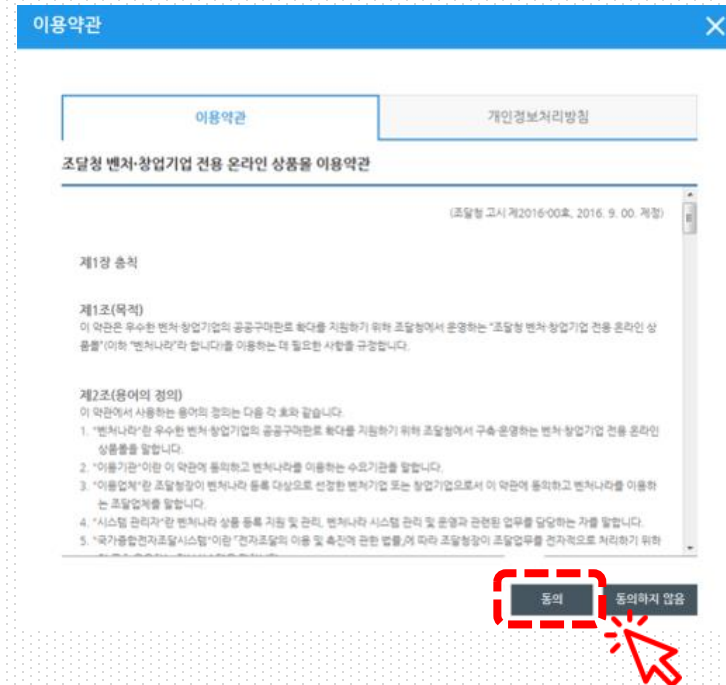 이용약관
이용약관
개인정보처리방침
조달청 벤처·창업기업 전용 온라인 상품몰 이용약관
(조달청 고시 제2016-00호, 2016. 9. 00. 제정)
제1장 총칙
제1조(목적)
이 약관은 우수한 벤처·창업기업의 공공구매판로 확대를 지원하기 위해 조달청에서 운영하는 "조달청 벤처·창업기업 전용 온라인 상
품몰"(이하 "벤처나라"라 합니다)을 이용하는 데 필요한 사항을 규정합니다.
제2조(용어의 정의)
이 약관에서 사용하는 용어의 정의는 다음 각 호와 같습니다.
1. "벤처나라"란 우수한 벤처·창업기업의 공공구매판로 확대를 지원하기 위해 조달청에서 구축·운영하는 벤처·창업기업 전용 온라인
상품몰을 말합니다.
2. "이용기관"이란 이 약관에 동의하고 벤처나라를 이용하는 수요기관을 말합니다.
3. "이용업체"란 조달청장이 벤처나라 등록 대상으로 선정한 벤처기업 또는 창업기업으로서 이 약관에 동의하고 벤처나라를 이용하
는 조달업체를 말합니다.
4. "시스템 관리자"란 벤처나라 상품 등록 지원 및 관리, 벤처나라 시스템 관리 및 운영과 관련된 업무를 담당하는 자를 말합니다.
5. "국가종합전자조달시스템"이란 「전자조달의 이용 및 촉진에 관한 법률」에 따라 조달청장이 조달업무를 전자적으로 처리하기 위하
동의
동의하지 않음